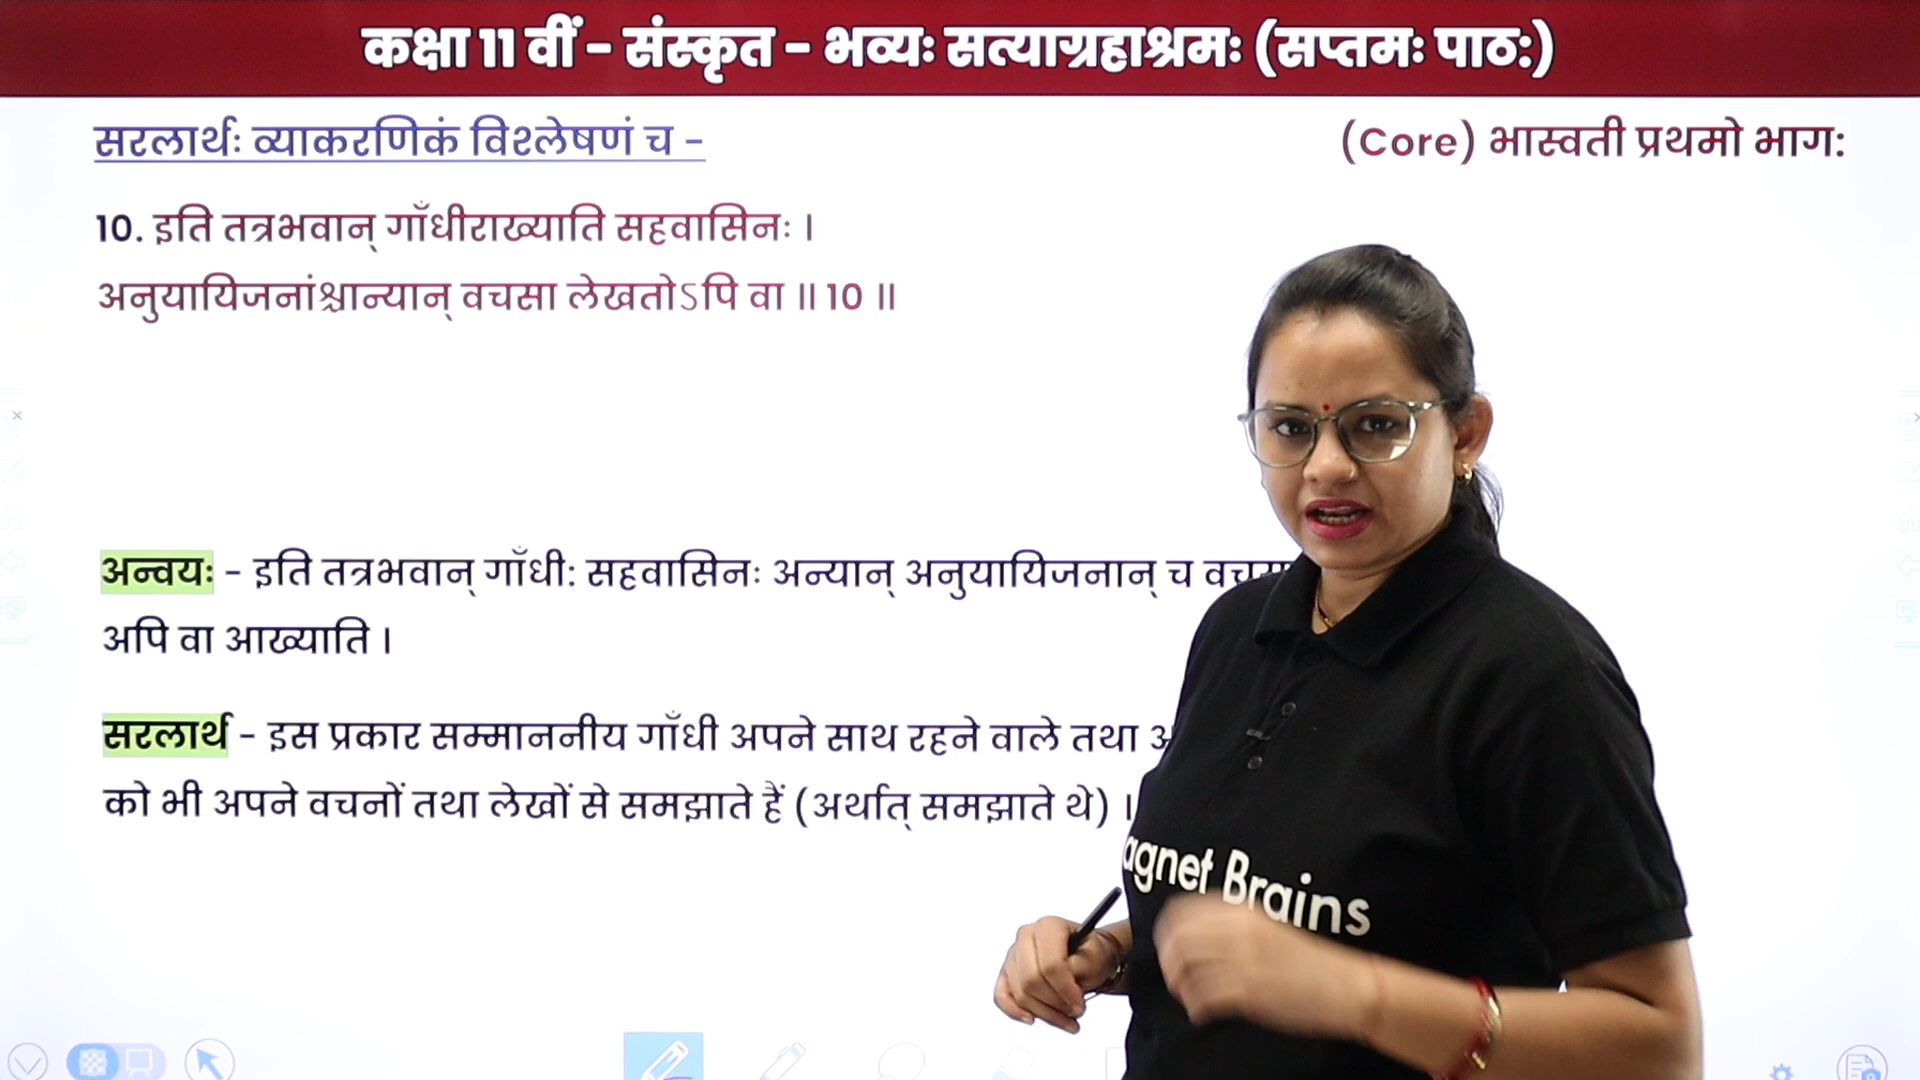 कक्षा 11 वीं - संस्कृत - भव्यः सत्याग्रहाश्रमः (सप्तमः पाठ:)
सरलार्थः व्याकरणिकं विश्लेषणं च -
(Core) भास्वती प्रथमो भाग:
10. इति तत्रभवान् गाँधीराख्याति सहवासिनः ।
अनुयायिजनांश्चान्यान् वचसा लेखतोऽपि वा ॥ 10 ॥
अन्वयः - इति तत्रभवान् गाँधी: सहवासिनः अन्यान् अनुयायिजनान् च
अपि वा आख्याति ।
सरलार्थ - इस प्रकार सम्माननीय गाँधी अपने साथ रहने वाले तथा
को भी अपने वचनों तथा लेखों से समझाते हैं (अर्थात् समझाते थे) ।
agnet Brains